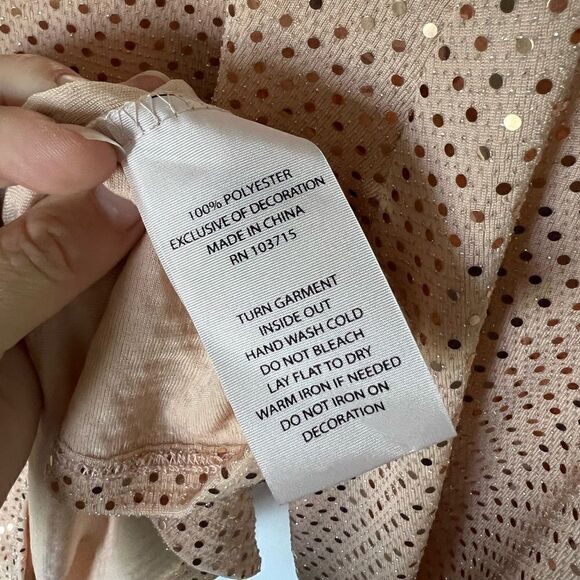 100% POLYESTER
EXCLUSIVE OF DECORATION
MADE IN CHINA
RN 103715
TURN GARMENT
INSIDE OUT
HAND WASH COLD
DO NOT BLEACH
LAY FLAT TO DRY
WARM IRON IF NEEDED
DO NOT IRON ON
DECORATION